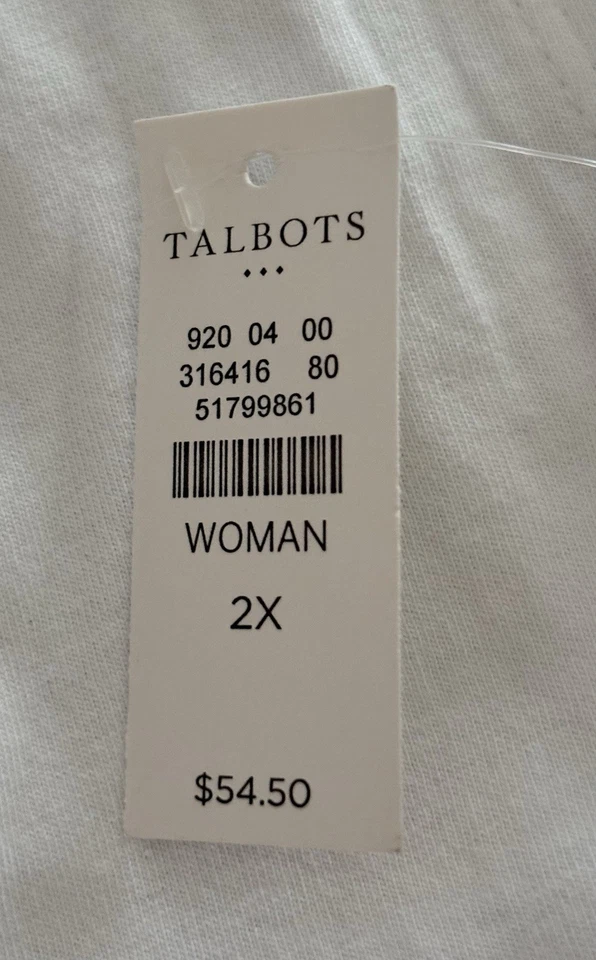 TALBOTS
920 04 00
316416 80
51799861
WOMAN
2X
$54.50